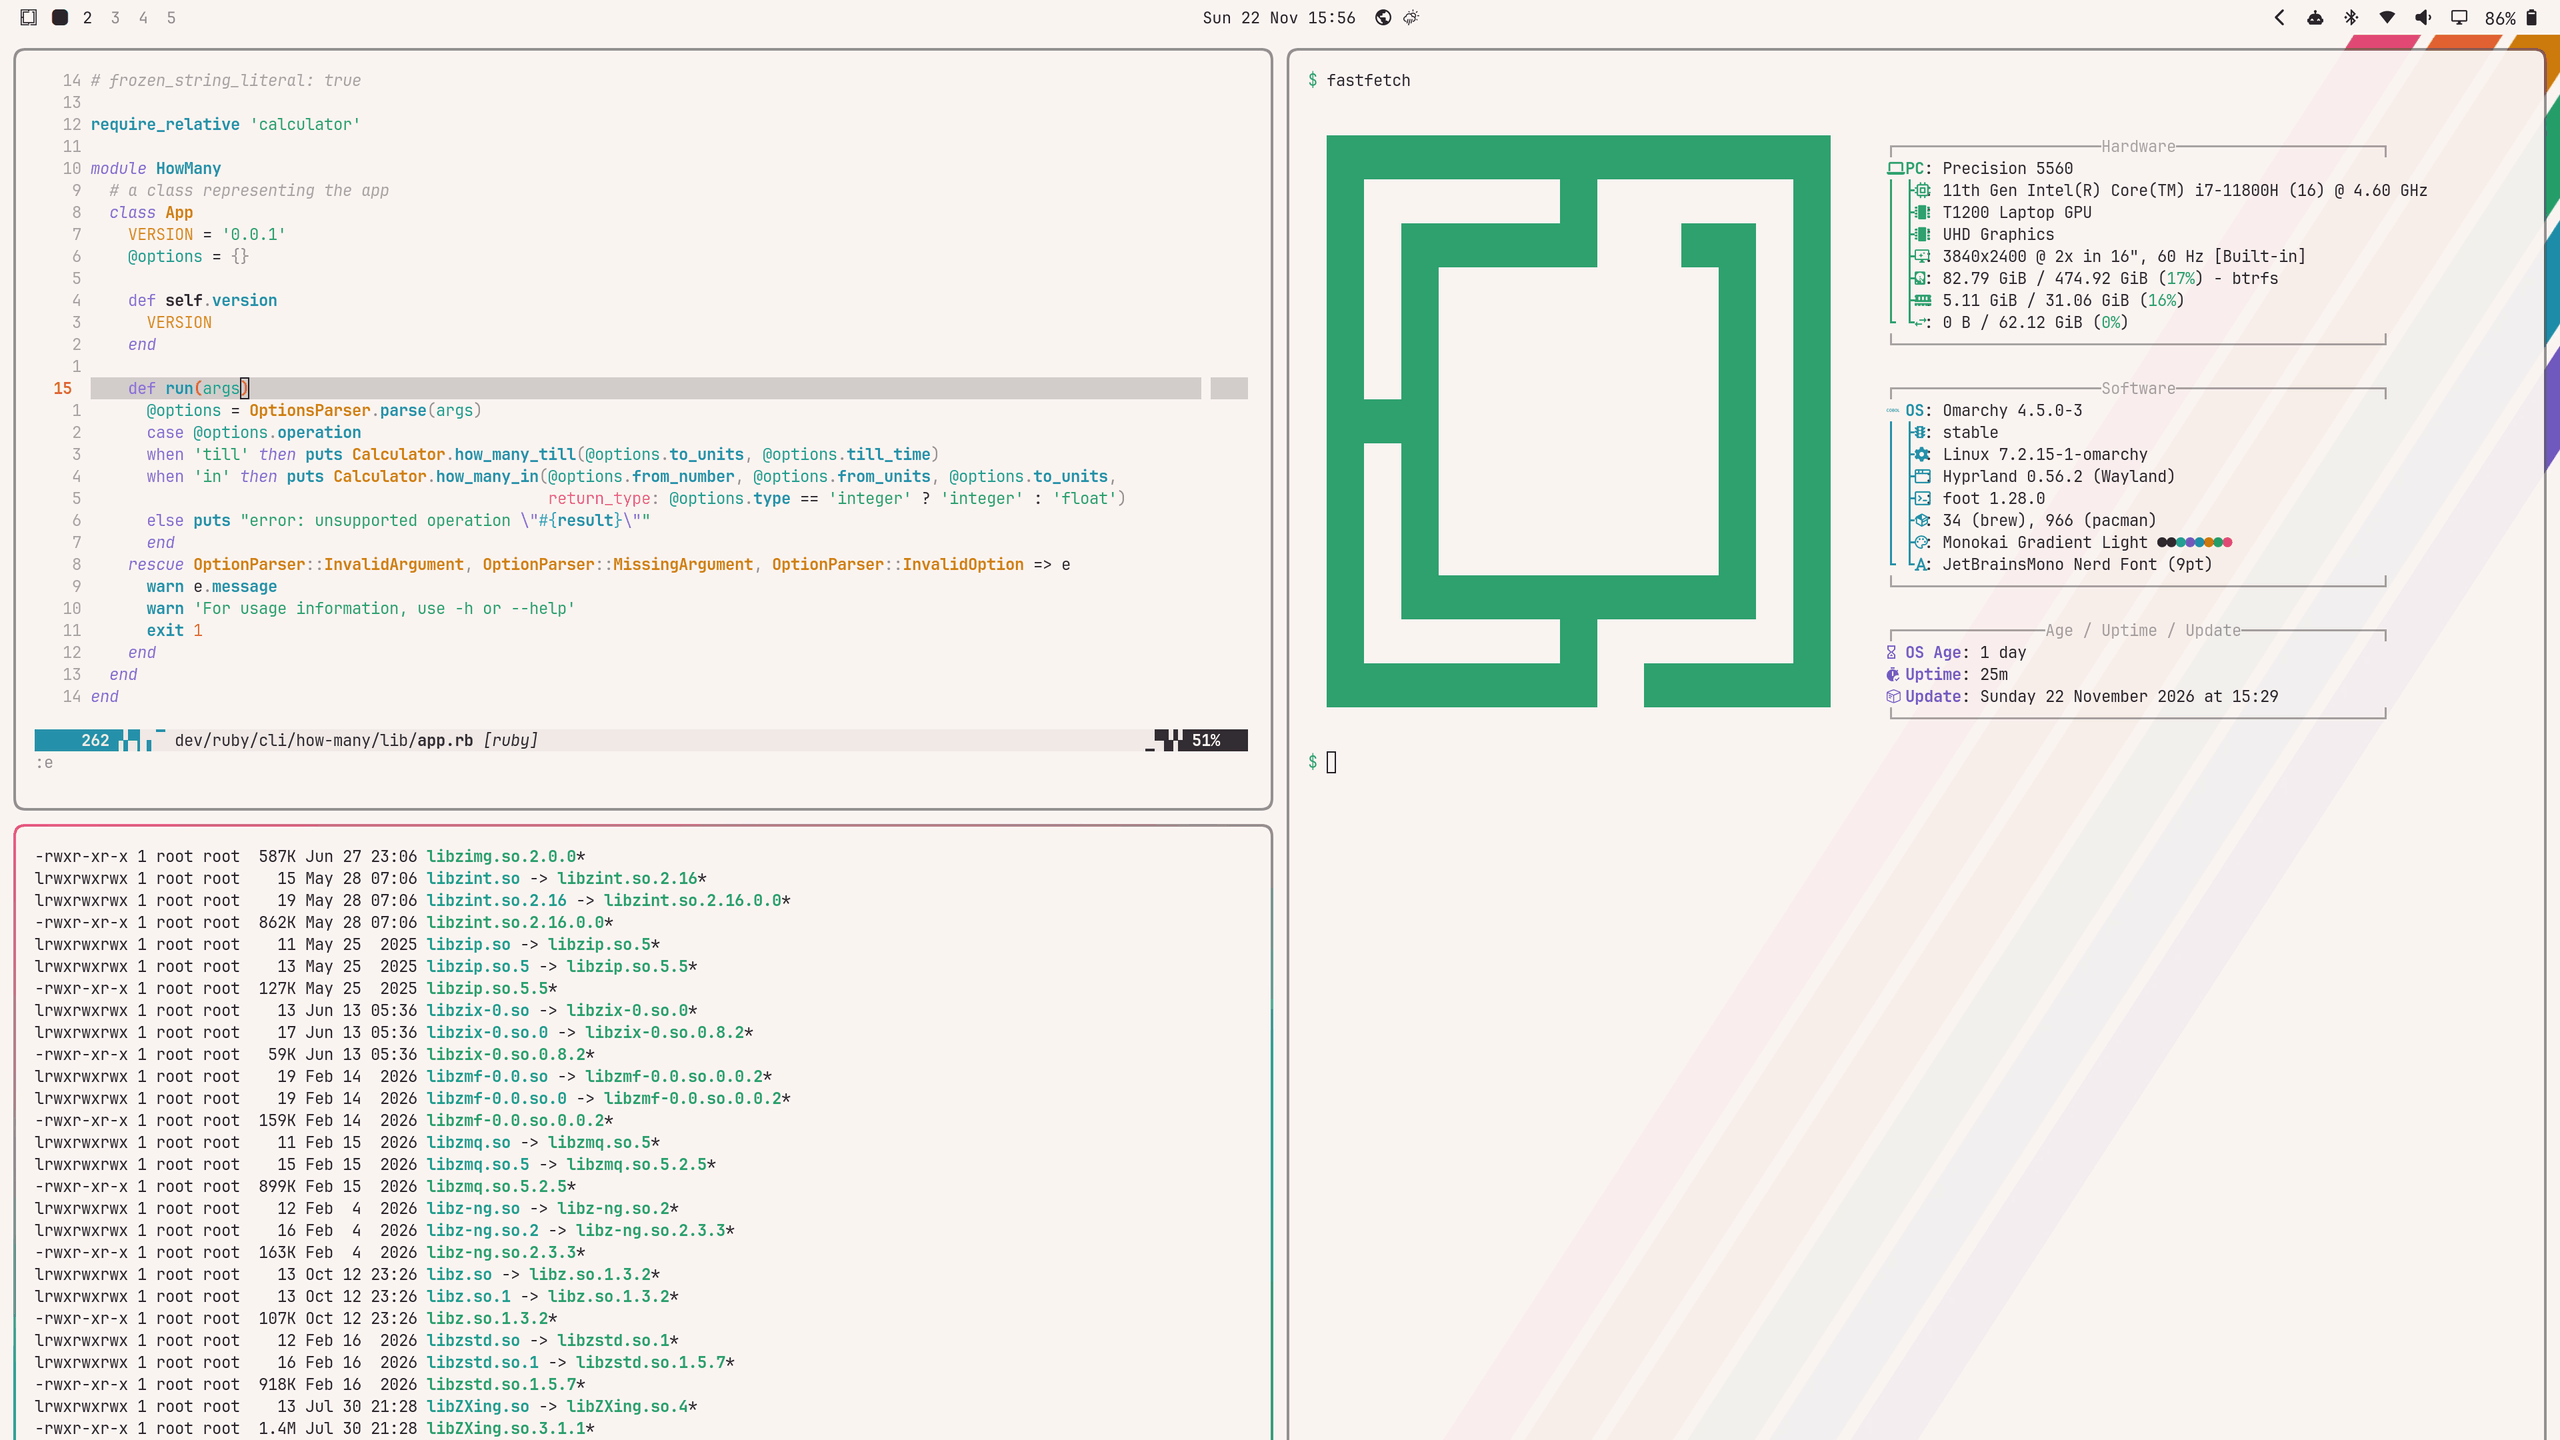 2 3 4 5
Sun 22 Nov 15:56
86%
14 # frozen_string_literal: true
13
12 require_relative 'calculator'
11
10 module HowMany
9 # a class representing the app
8 class App
7 VERSION = '0.0.1'
6 @options = {}
5
4 def self.version
3 VERSION
2 end
1
15 def run(args)
1 @options = OptionsParser.parse(args)
2 case @options.operation
3 when 'till' then puts Calculator.how_many_till(@options.to_units, @options.till_time)
4 when 'in' then puts Calculator.how_many_in(@options.from_number, @options.from_units, @options.to_units,
5 return_type: @options.type == 'integer' ? 'integer' : 'float')
6 else puts "error: unsupported operation \"#{result}\""
7 end
8 rescue OptionParser::InvalidArgument, OptionParser::MissingArgument, OptionParser::InvalidOption => e
9 warn e.message
10 warn 'For usage information, use -h or --help'
11 exit 1
12 end
13 end
14 end
262 dev/ruby/cli/how-many/lib/app.rb [ruby] 51%
:e
-rwxr-xr-x 1 root root 587K Jun 27 23:06 libzimg.so.2.0.0*
lrwxrwxrwx 1 root root 15 May 28 07:06 libzint.so -> libzint.so.2.16*
lrwxrwxrwx 1 root root 19 May 28 07:06 libzint.so.2.16 -> libzint.so.2.16.0.0*
-rwxr-xr-x 1 root root 862K May 28 07:06 libzint.so.2.16.0.0*
lrwxrwxrwx 1 root root 11 May 25 2025 libzip.so -> libzip.so.5*
lrwxrwxrwx 1 root root 13 May 25 2025 libzip.so.5 -> libzip.so.5.5*
-rwxr-xr-x 1 root root 127K May 25 2025 libzip.so.5.5*
lrwxrwxrwx 1 root root 13 Jun 13 05:36 libzix-0.so -> libzix-0.so.0*
lrwxrwxrwx 1 root root 17 Jun 13 05:36 libzix-0.so.0 -> libzix-0.so.0.8.2*
-rwxr-xr-x 1 root root 59K Jun 13 05:36 libzix-0.so.0.8.2*
lrwxrwxrwx 1 root root 19 Feb 14 2026 libzmf-0.0.so -> libzmf-0.0.so.0.0.2*
lrwxrwxrwx 1 root root 19 Feb 14 2026 libzmf-0.0.so.0 -> libzmf-0.0.so.0.0.2*
-rwxr-xr-x 1 root root 159K Feb 14 2026 libzmf-0.0.so.0.0.2*
lrwxrwxrwx 1 root root 11 Feb 15 2026 libzmq.so -> libzmq.so.5*
lrwxrwxrwx 1 root root 15 Feb 15 2026 libzmq.so.5 -> libzmq.so.5.2.5*
-rwxr-xr-x 1 root root 899K Feb 15 2026 libzmq.so.5.2.5*
lrwxrwxrwx 1 root root 12 Feb 4 2026 libz-ng.so -> libz-ng.so.2*
lrwxrwxrwx 1 root root 16 Feb 4 2026 libz-ng.so.2 -> libz-ng.so.2.3.3*
-rwxr-xr-x 1 root root 163K Feb 4 2026 libz-ng.so.2.3.3*
lrwxrwxrwx 1 root root 13 Oct 12 23:26 libz.so -> libz.so.1.3.2*
lrwxrwxrwx 1 root root 13 Oct 12 23:26 libz.so.1 -> libz.so.1.3.2*
-rwxr-xr-x 1 root root 107K Oct 12 23:26 libz.so.1.3.2*
lrwxrwxrwx 1 root root 12 Feb 16 2026 libzstd.so -> libzstd.so.1*
lrwxrwxrwx 1 root root 16 Feb 16 2026 libzstd.so.1 -> libzstd.so.1.5.7*
-rwxr-xr-x 1 root root 918K Feb 16 2026 libzstd.so.1.5.7*
lrwxrwxrwx 1 root root 13 Jul 30 21:28 libZXing.so -> libZXing.so.4*
-rwxr-xr-x 1 root root 1.4M Jul 30 21:28 libZXing.so.3.1.1*
$ fastfetch
Hardware
PC: Precision 5560
: 11th Gen Intel(R) Core(TM) i7-11800H (16) @ 4.60 GHz
: T1200 Laptop GPU
: UHD Graphics
: 3840x2400 @ 2x in 16", 60 Hz [Built-in]
: 82.79 GiB / 474.92 GiB (17%) - btrfs
: 5.11 GiB / 31.06 GiB (16%)
: 0 B / 62.12 GiB (0%)
Software
OS: Omarchy 4.5.0-3
: stable
: Linux 7.2.15-1-omarchy
: Hyprland 0.56.2 (Wayland)
: foot 1.28.0
: 34 (brew), 966 (pacman)
: Monokai Gradient Light
: JetBrainsMono Nerd Font (9pt)
Age / Uptime / Update
OS Age: 1 day
Uptime: 25m
Update: Sunday 22 November 2026 at 15:29
$